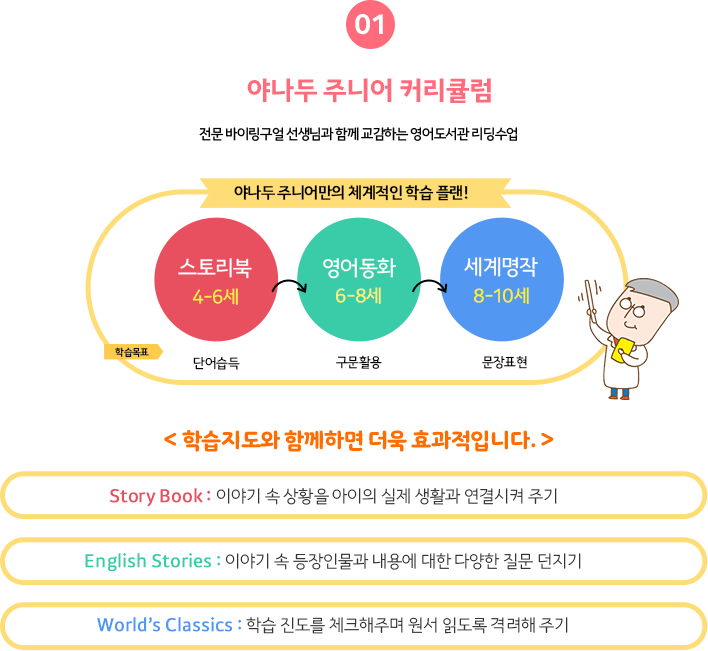 01
야나두 주니어 커리큘럼
전문 바이링구얼 선생님과 함께 교감하는 영어도서관 리딩수업
야나두 주니어만의 체계적인 학습 플랜!
스토리북
4-6세
영어동화
6-8세
세계명작
8-10세
학습목표
단어습득
구문활용
문장표현
< 학습지도와 함께하면 더욱 효과적입니다. >
Story Book : 이야기 속 상황을 아이의 실제 생활과 연결시켜 주기
English Stories : 이야기 속 등장인물과 내용에 대한 다양한 질문 던지기
World’s Classics : 학습 진도를 체크해주며 원서 읽도록 격려해 주기